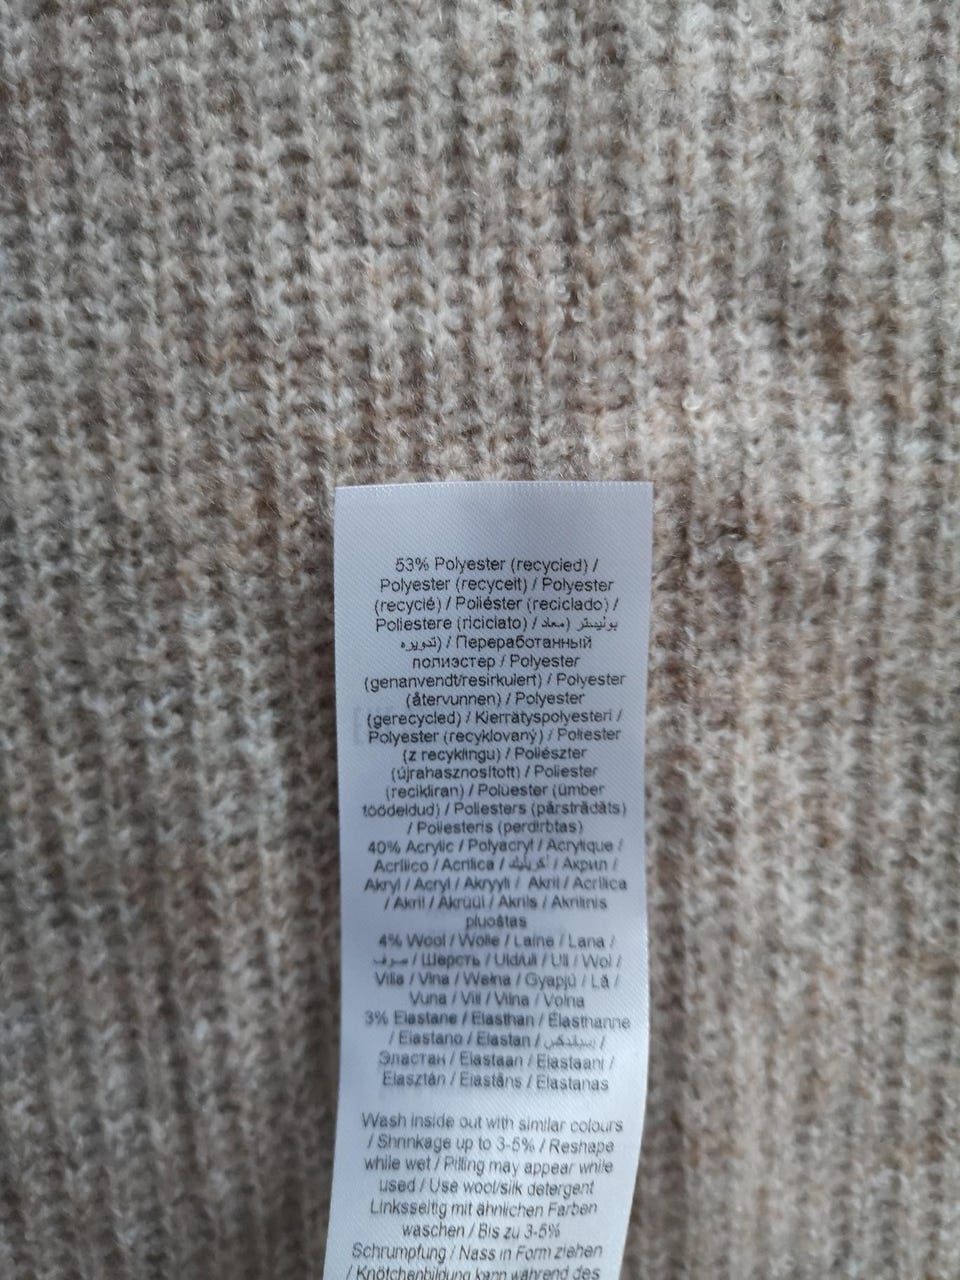 53% Polyester (recycled) /
Polyester (recycelt) / Polyester
(recyclé) / Poliéster (reciclado) /
Poliestere (riciclato) / بوليستر (معاد
تدويره) / Переработанный
полиэстер / Polyester
(genanvendt/resirkulert) / Polyester
(återvunnen) / Polyester
(gerecycled) / Kierrätyspolyesteri /
Polyester (recyklovaný) / Poliester
(z recyklingu) / Poliészter
(újrahasznosított) / Poliester
(recikliran) / Polüester (ümber
töödeldud) / Poliesters (pārstrādāts)
/ Poliesteris (perdirbtas)
40% Acrylic / Polyacryl / Acrylique /
Acrílico / Acrilica / أكريليك / Акрил /
Akryl / Acryl / Akryyli / Akril / Acrílica
/ Akril / Akrüül / Akrils / Akrilinis
pluoštas
4% Wool / Wolle / Laine / Lana /
صوف / Шерсть / Uld/ull / Ull / Wol /
Villa / Vlna / Wełna / Gyapjú / Lã /
Vuna / Vill / Vilna / Volna
3% Elastane / Elasthan / Élasthanne
/ Elastano / Elastan / /
Эластан / Elastaan / Elastaani /
Elasztán / Elastāns / Elastanas
Wash inside out with similar colours
/ Shrinkage up to 3-5% / Reshape
while wet / Pilling may appear while
used / Use wool/silk detergent
Linksseitig mit ähnlichen Farben
waschen / Bis zu 3-5%
Schrumpfung / Nass in Form ziehen
/ Knötchenbildung kann während des